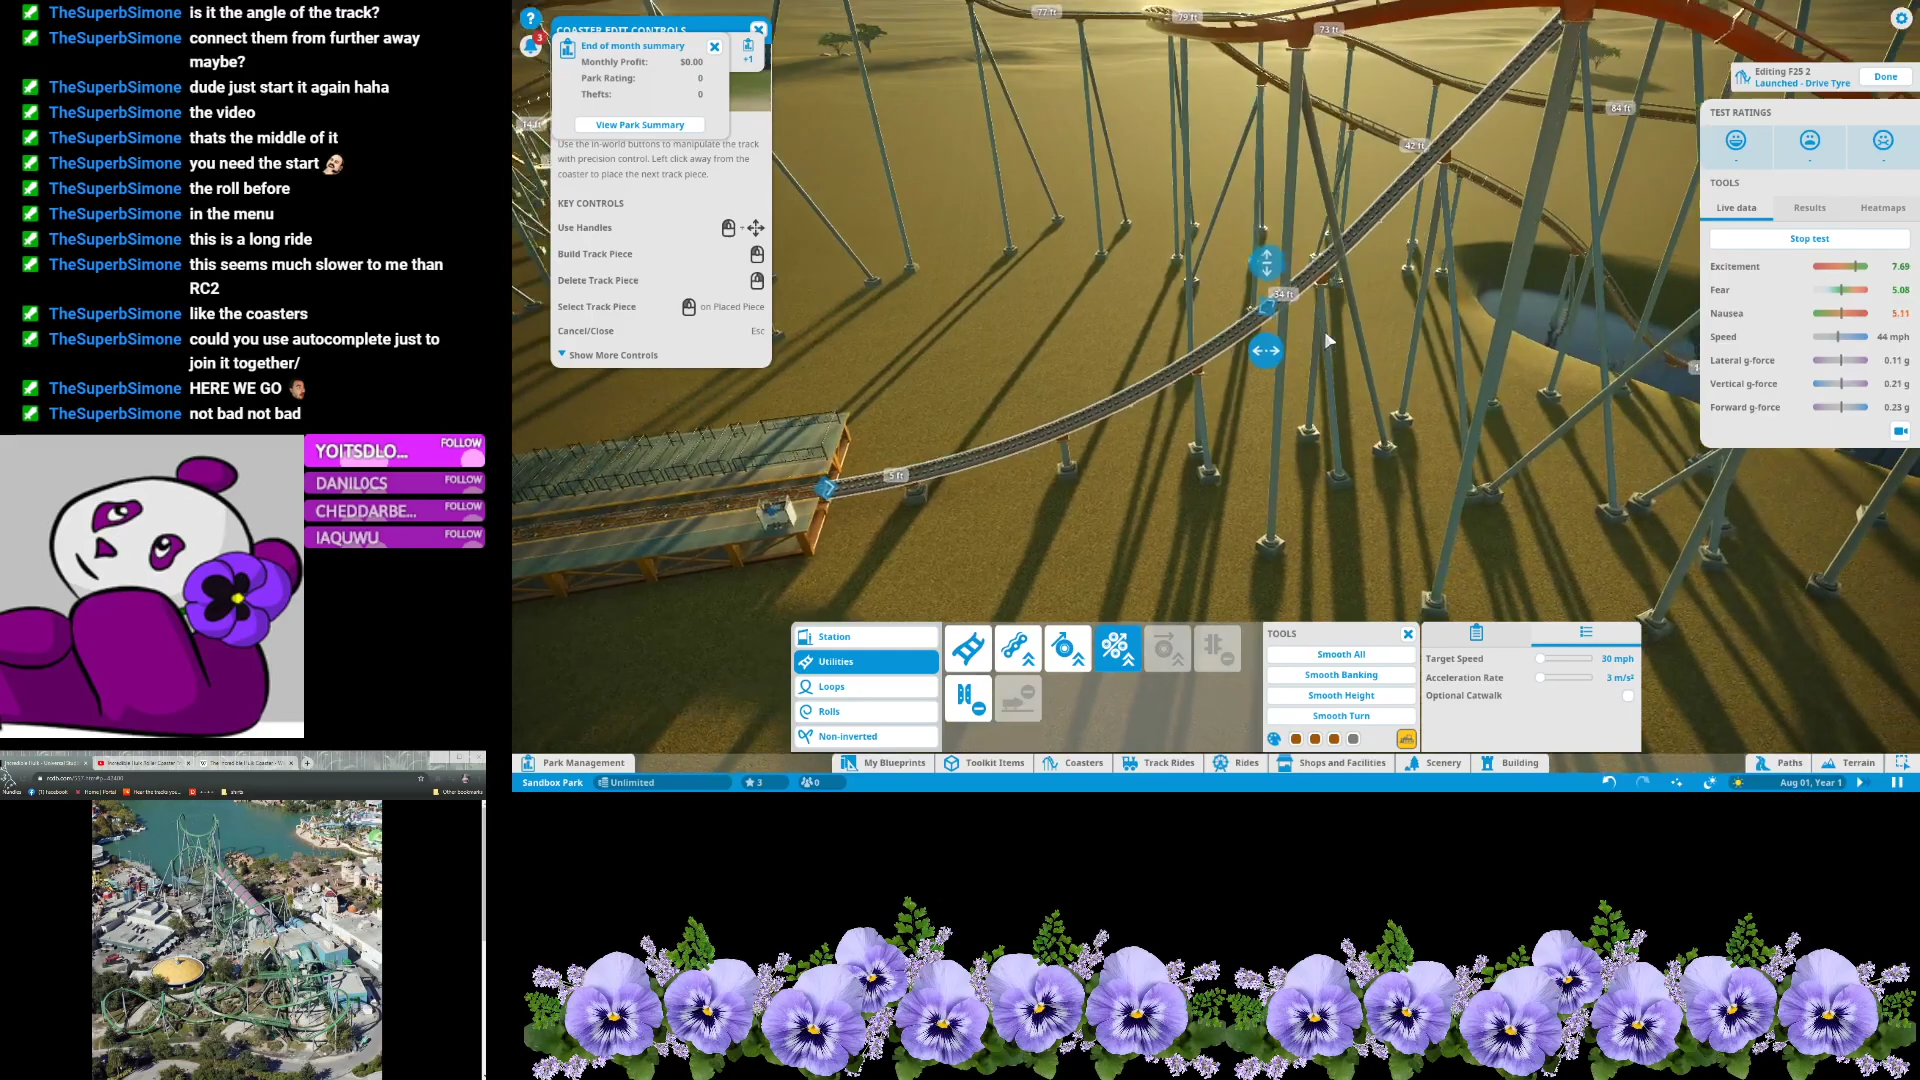 TheSuperbSimone is it the angle of the track?
TheSuperbSimone connect them from further away
maybe?
TheSuperbSimone dude just start it again haha
TheSuperbSimone the video
TheSuperbSimone thats the middle of it
TheSuperbSimone you need the start
TheSuperbSimone the roll before
TheSuperbSimone in the menu
TheSuperbSimone this is a long ride
TheSuperbSimone this seems much slower to me than
RC2
TheSuperbSimone like the coasters
TheSuperbSimone could you use autocomplete just to
join it together/
TheSuperbSimone HERE WE GO
TheSuperbSimone not bad not bad
YOITSDLO... FOLLOW
DANIL0CS FOLLOW
CHEDDARBE... FOLLOW
IAQUWU FOLLOW
?
3
COASTER EDIT CONTROLS
End of month summary
Monthly Profit: $0.00
Park Rating: 0
Thefts: 0
View Park Summary
+1
Use the in-world buttons to manipulate the track
with precision control. Left click away from the
coaster to place the next track piece.
KEY CONTROLS
Use Handles
Build Track Piece
Delete Track Piece
Select Track Piece on Placed Piece
Cancel/Close Esc
Show More Controls
77 ft
79 ft
73 ft
84 ft
42 ft
34 ft
5 ft
Editing F25 2
Launched - Drive Tyre
Done
TEST RATINGS
- - -
TOOLS
Live data Results Heatmaps
Stop test
Excitement 7.69
Fear 5.08
Nausea 5.11
Speed 44 mph
Lateral g-force 0.11 g
Vertical g-force 0.21 g
Forward g-force 0.23 g
Station
Utilities
Loops
Rolls
Non-inverted
TOOLS
Smooth All
Smooth Banking
Smooth Height
Smooth Turn
Target Speed 30 mph
Acceleration Rate 3 m/s²
Optional Catwalk
Park Management My Blueprints Toolkit Items Coasters Track Rides Rides Shops and Facilities Scenery Building Paths Terrain
Sandbox Park Unlimited 3 0 Aug 01, Year 1
Other bookmarks